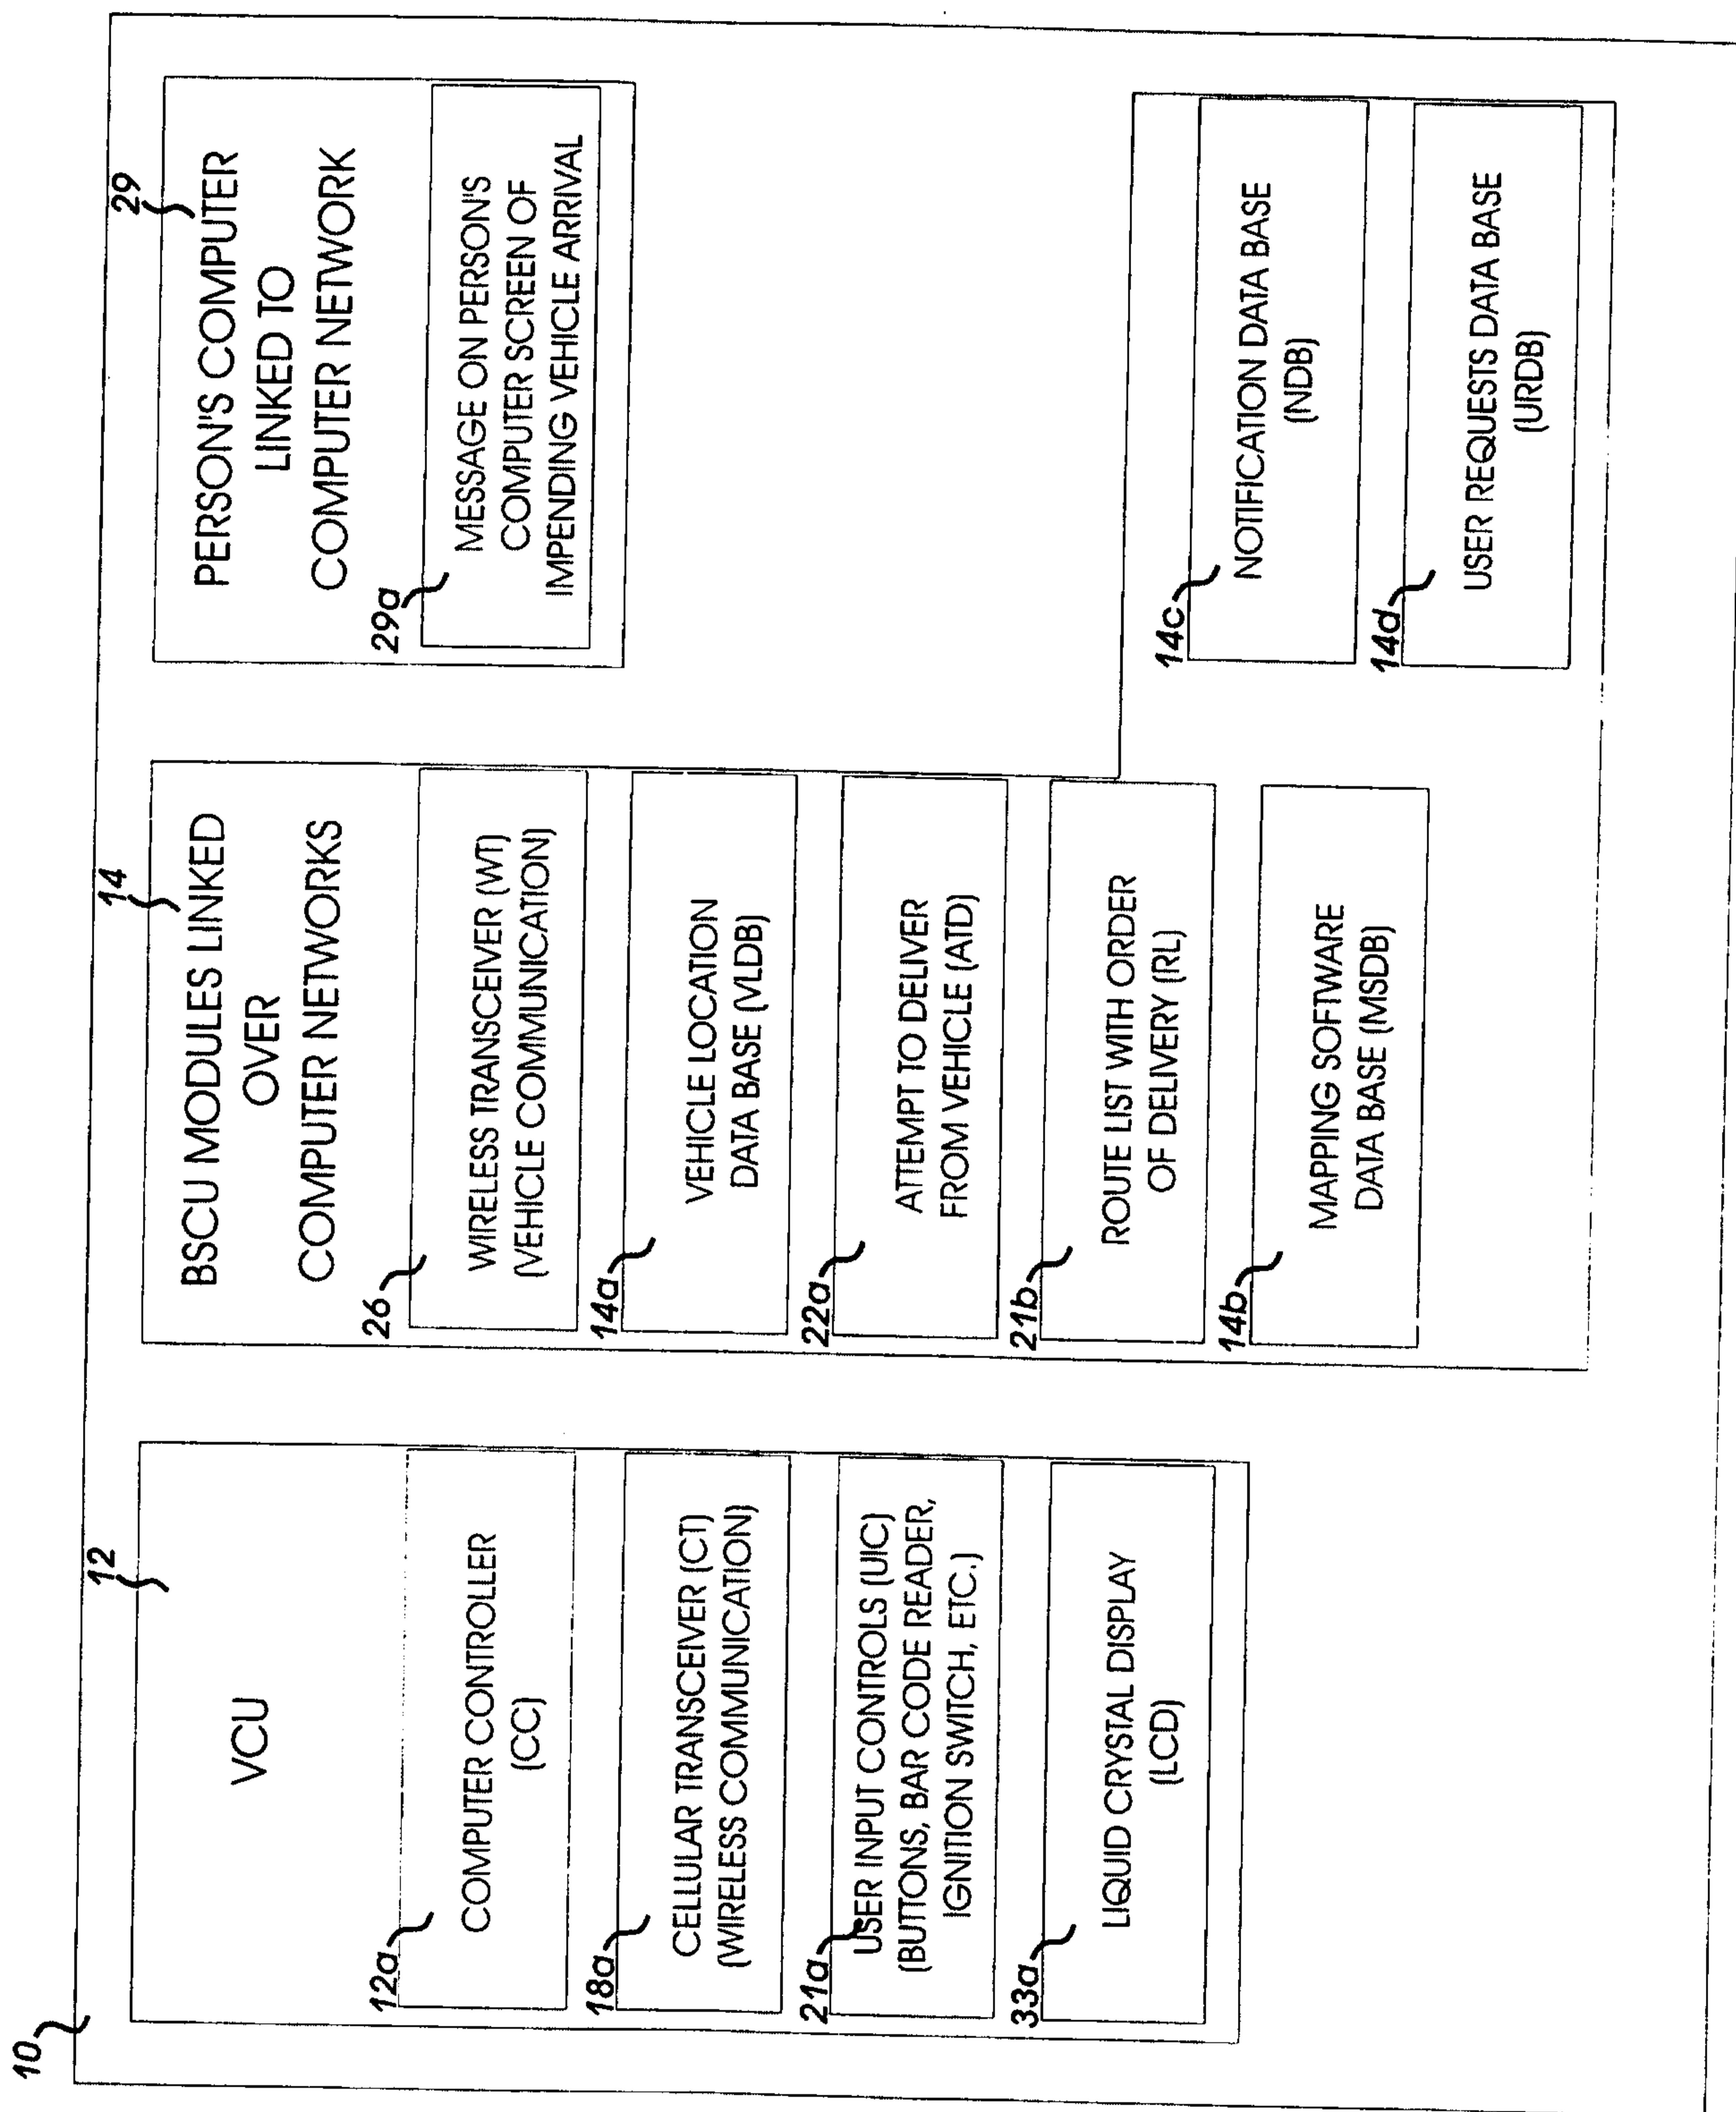 10
12
VCU
12a
COMPUTER CONTROLLER
(CC)
18a
CELLULAR TRANSCEIVER (CT)
(WIRELESS COMMUNICATION)
21a
USER INPUT CONTROLS (UIC)
(BUTTONS, BAR CODE READER,
IGNITION SWITCH, ETC.)
33a
LIQUID CRYSTAL DISPLAY
(LCD)
14
BSCU MODULES LINKED
OVER
COMPUTER NETWORKS
26
WIRELESS TRANSCEIVER (WT)
(VEHICLE COMMUNICATION)
14a
VEHICLE LOCATION
DATA BASE (VLDB)
22a
ATTEMPT TO DELIVER
FROM VEHICLE (ATD)
21b
ROUTE LIST WITH ORDER
OF DELIVERY (RL)
14b
MAPPING SOFTWARE
DATA BASE (MSDB)
29
PERSON'S COMPUTER
LINKED TO
COMPUTER NETWORK
29a
MESSAGE ON PERSON'S
COMPUTER SCREEN OF
IMPENDING VEHICLE ARRIVAL
14c
NOTIFICATION DATA BASE
(NDB)
14d
USER REQUESTS DATA BASE
(URDB)